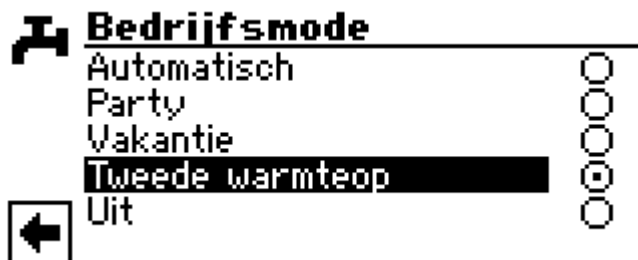 Bedrijfsmode
Automatisch
Party
Vakantie
Tweede warmteop
Uit